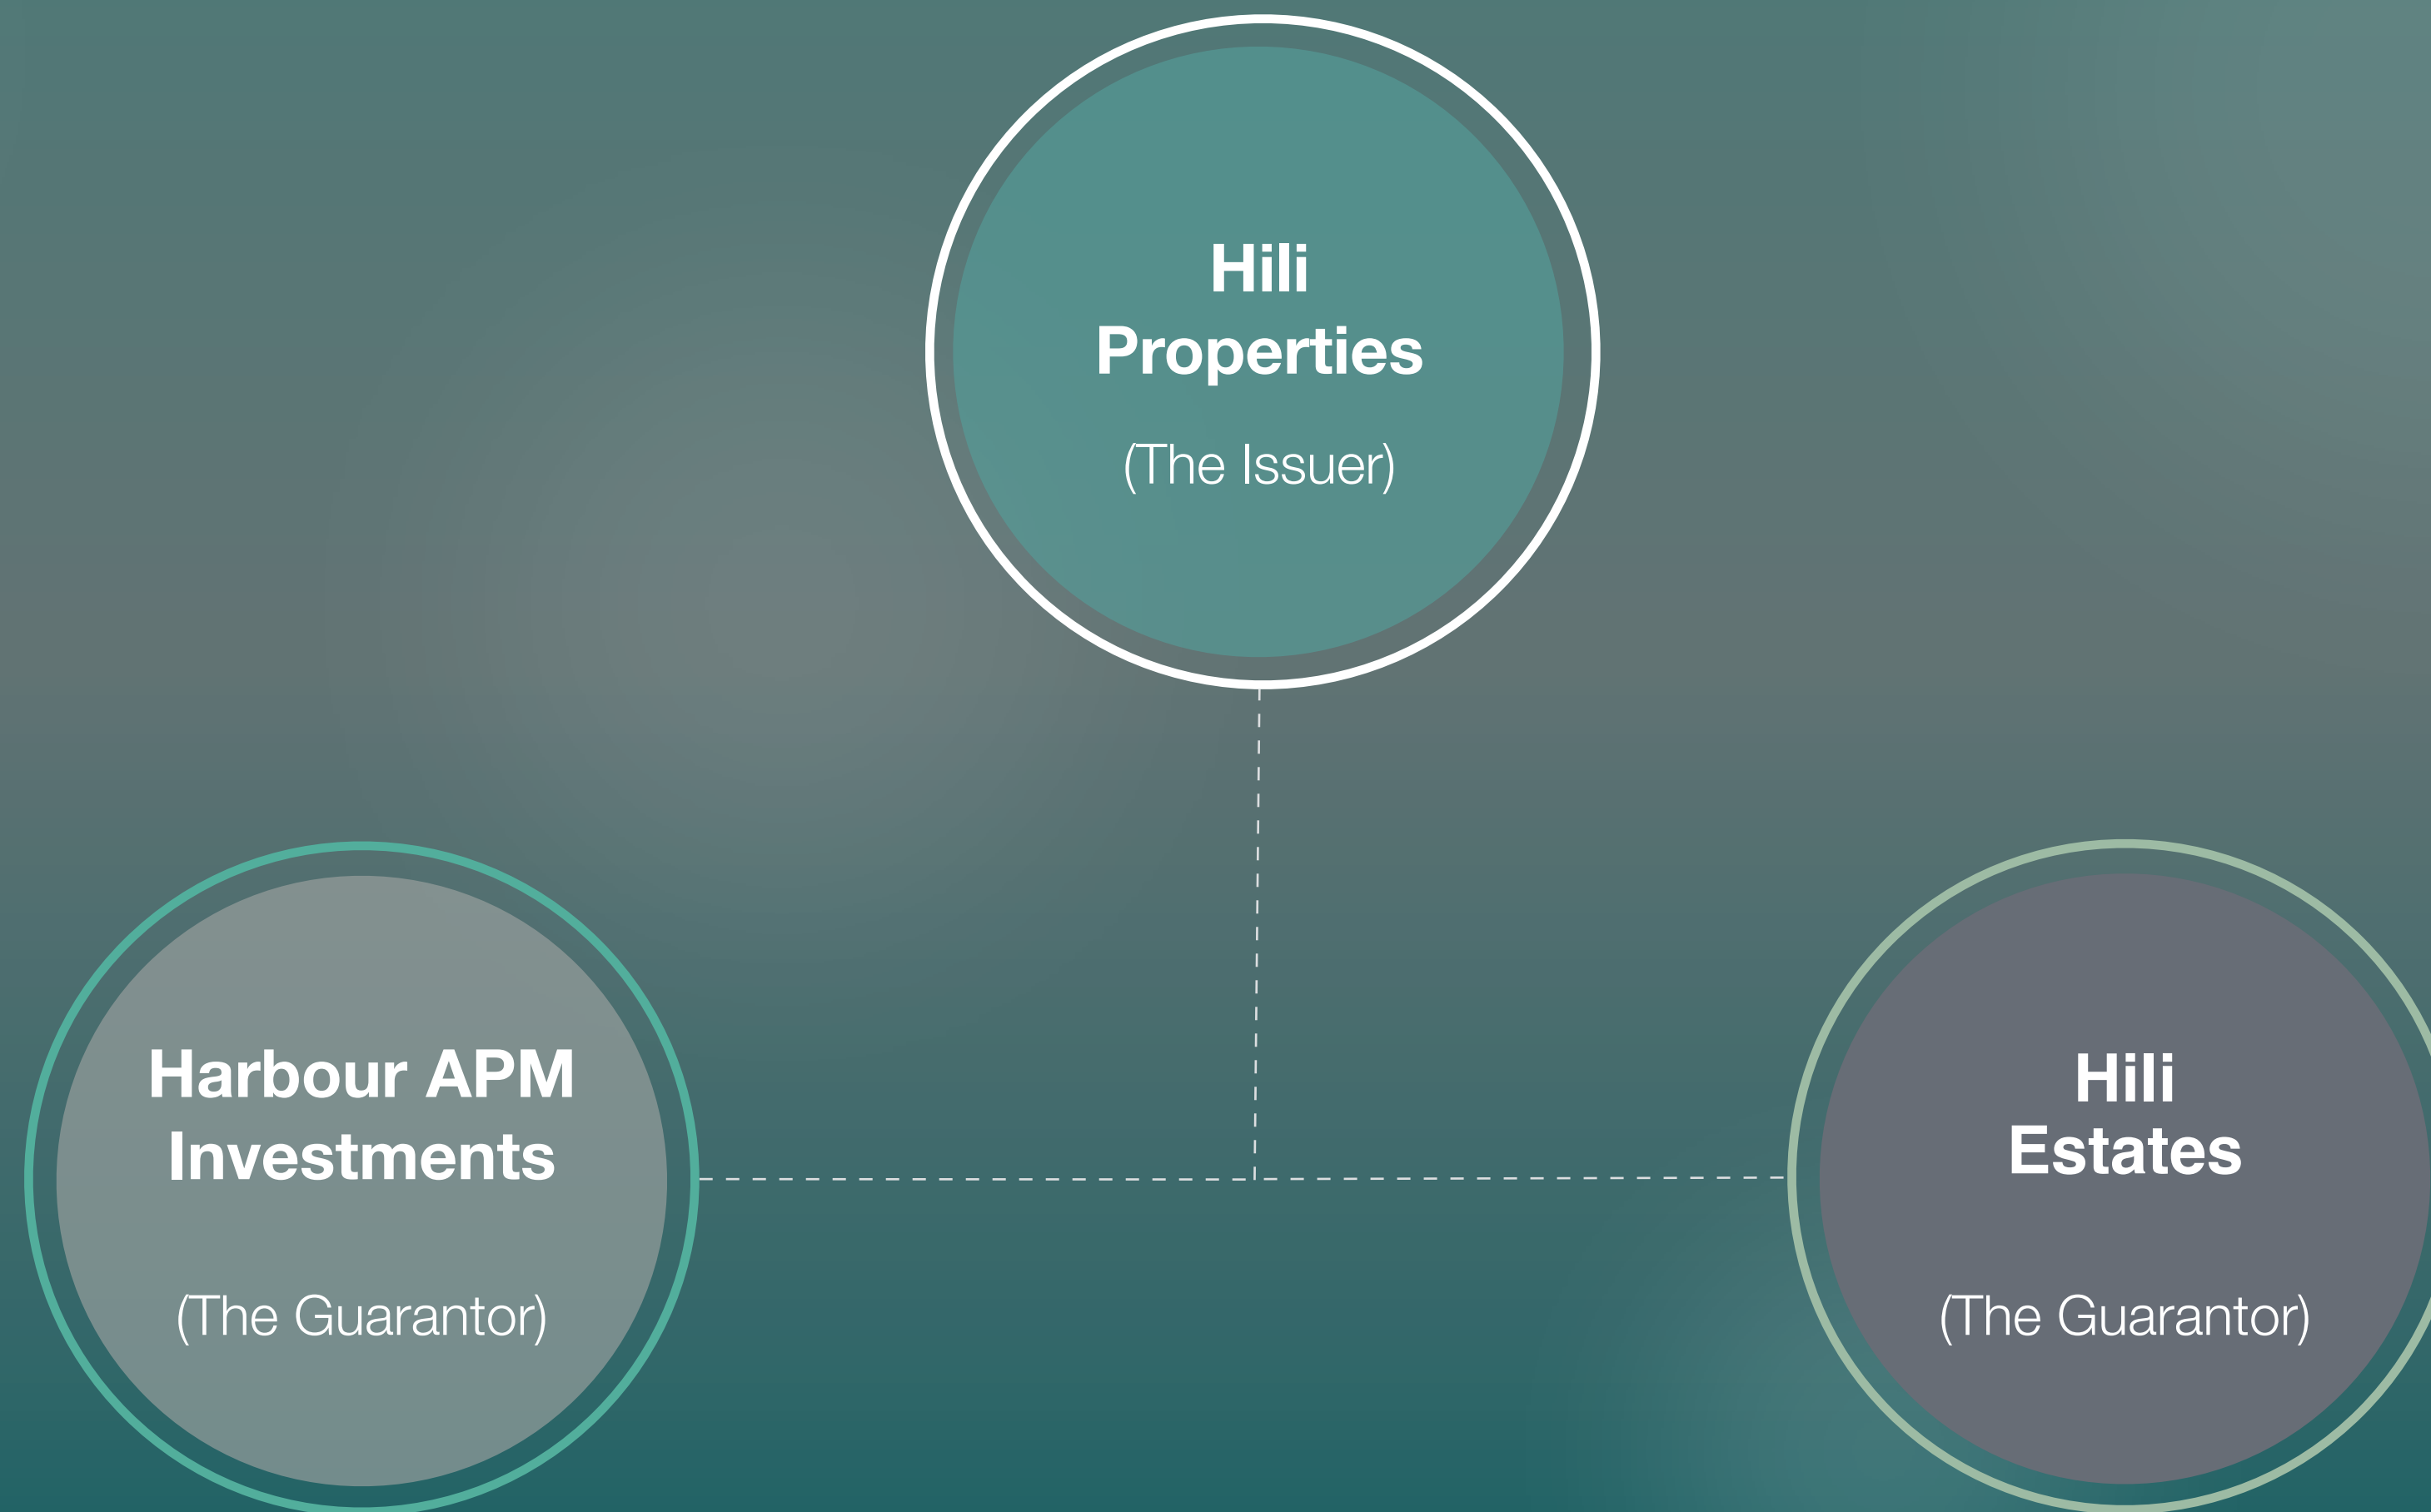 Hili
Properties
(The Issuer)
Harbour APM
Investments
(The Guarantor)
Hili
Estates
(The Guarantor)